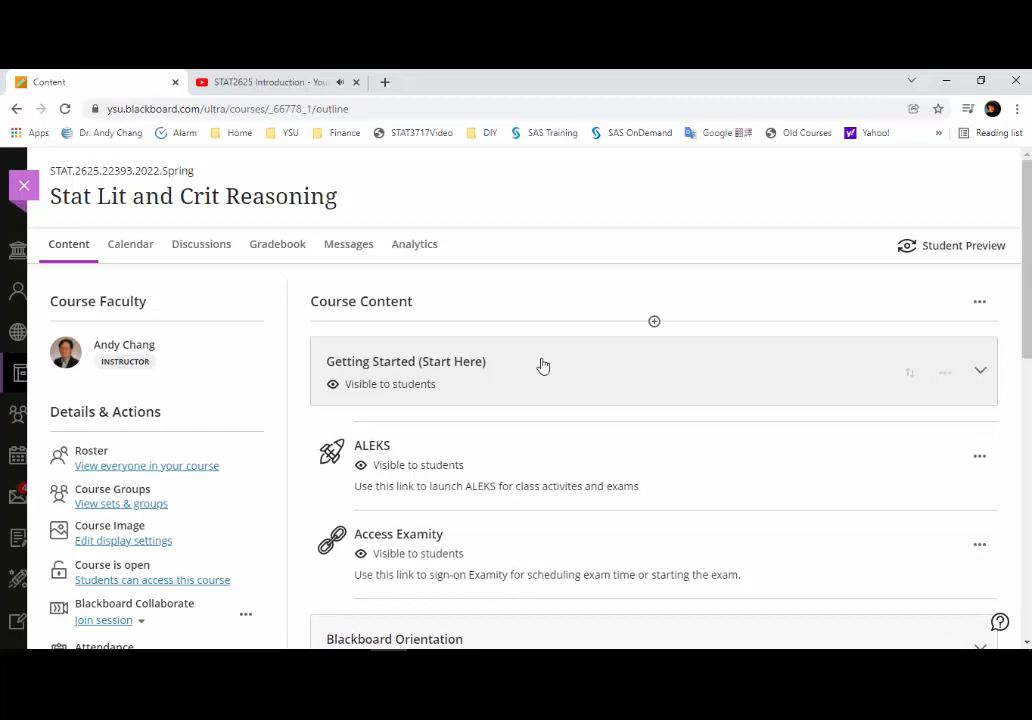 Content
STAT2625 Introduction - You
ysu.blackboard.com/ultra/courses/_66778_1/outline
Apps Dr. Andy Chang Alarm Home YSU Finance STAT3717Video DIY SAS Training SAS OnDemand Google 翻譯 Old Courses Yahoo! » Reading list
STAT.2625.22393.2022.Spring
Stat Lit and Crit Reasoning
Content Calendar Discussions Gradebook Messages Analytics Student Preview
Course Faculty
Andy Chang
INSTRUCTOR
Details & Actions
Roster
View everyone in your course
Course Groups
View sets & groups
Course Image
Edit display settings
Course is open
Students can access this course
Blackboard Collaborate
Join session
Attendance
Course Content
Getting Started (Start Here)
Visible to students
ALEKS
Visible to students
Use this link to launch ALEKS for class activites and exams
Access Examity
Visible to students
Use this link to sign-on Examity for scheduling exam time or starting the exam.
Blackboard Orientation